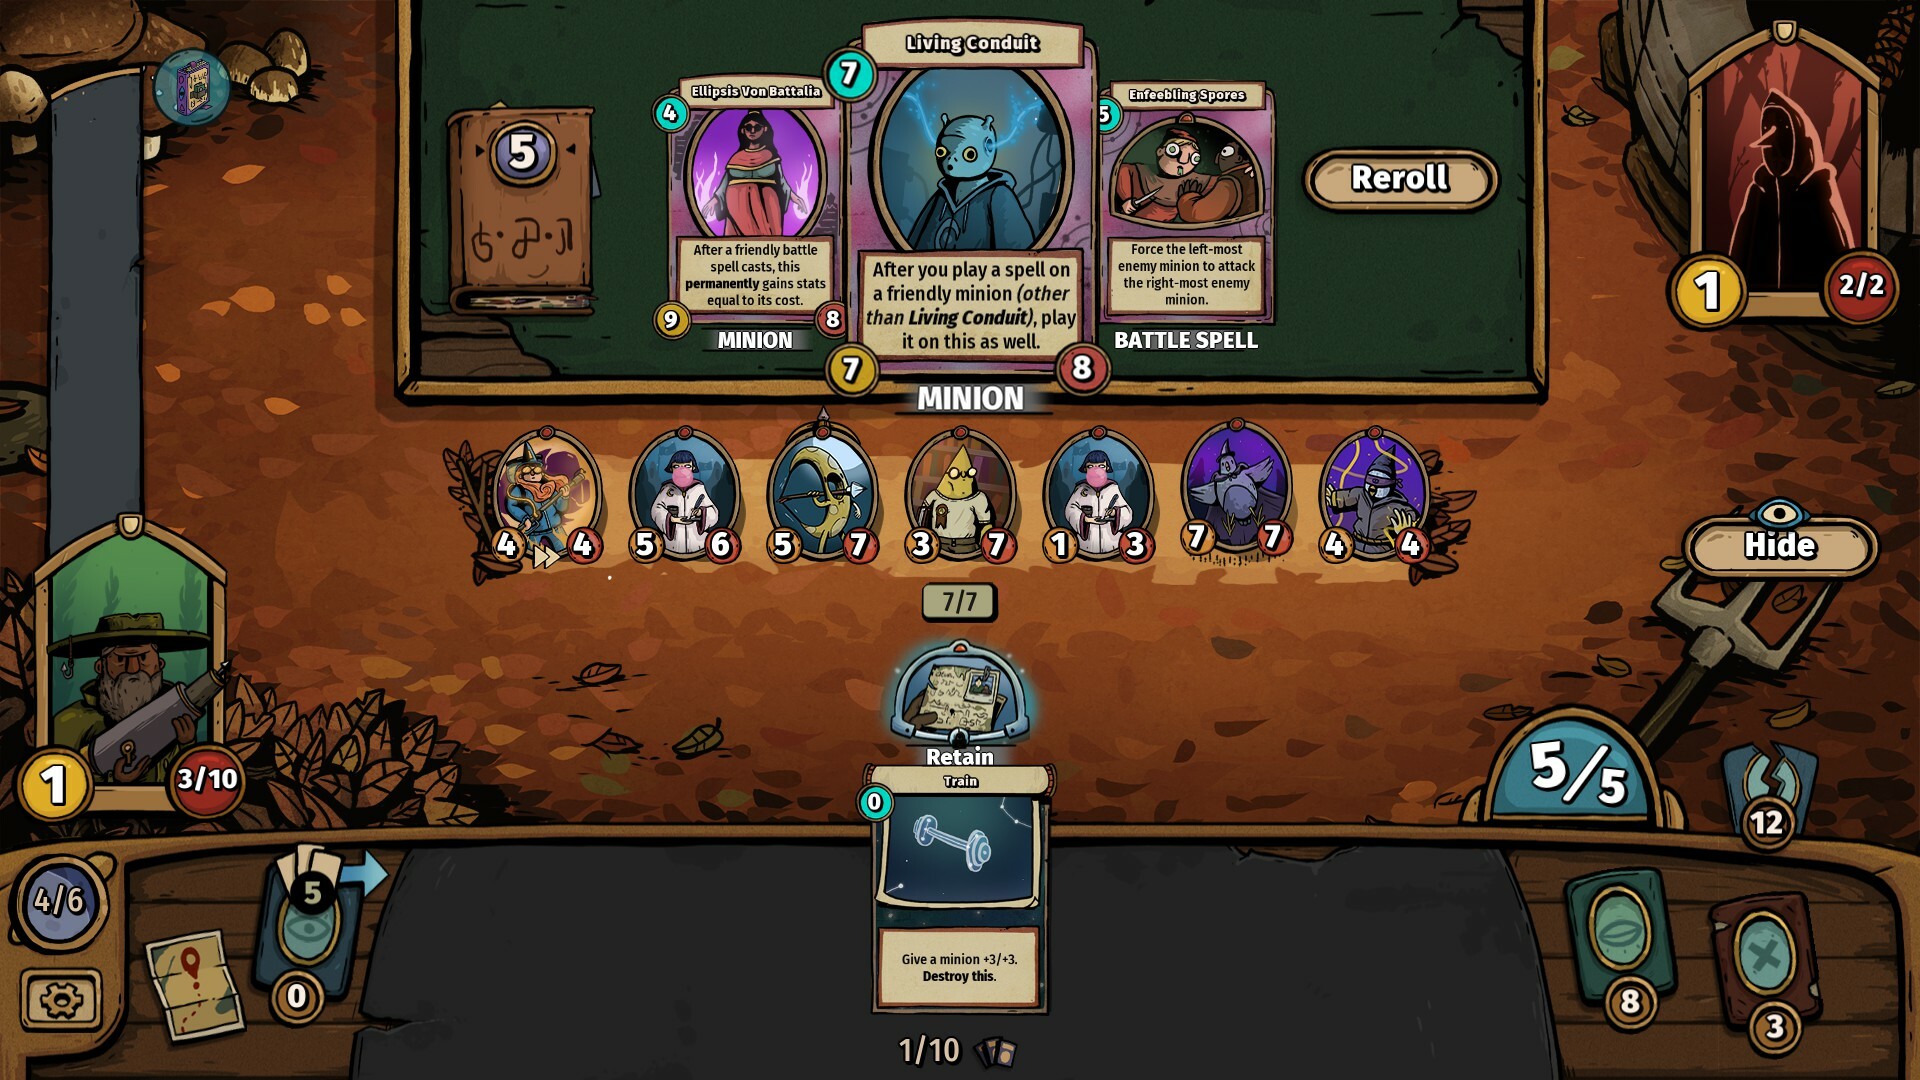 Living Conduit
7
Ellipsis Von Battalia
4
After a friendly battle
spell casts, this
permanently gains stats
equal to its cost.
9
8
MINION
After you play a spell on
a friendly minion (other
than Living Conduit), play
it on this as well.
7
8
MINION
Enfeebling Spores
5
Force the left-most
enemy minion to attack
the right-most enemy
minion.
BATTLE SPELL
5
Reroll
1
2/2
4 4
5 6
5 7
3 7
1 3
7 7
4 4
7/7
Hide
1
3/10
Retain
Train
0
Give a minion +3/+3.
Destroy this.
1/10
5/5
12
4/6
5
0
8
3